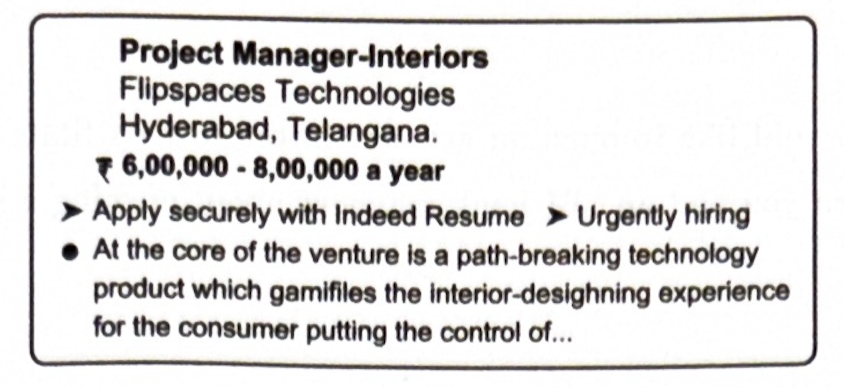 Project Manager-Interiors
Flipspaces Technologies
Hyderabad, Telangana.
₹ 6,00,000 - 8,00,000 a year
➤ Apply securely with Indeed Resume ➤ Urgently hiring
● At the core of the venture is a path-breaking technology
product which gamifiles the interior-desighning experience
for the consumer putting the control of...